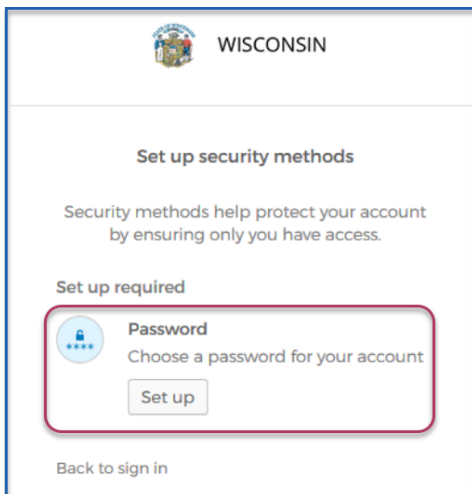 WISCONSIN
Set up security methods
Security methods help protect your account
by ensuring only you have access.
Set up required
Password
Choose a password for your account
Set up
Back to sign in